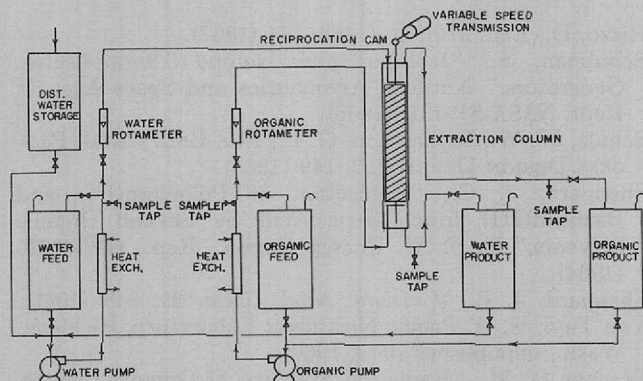 VARIABLE SPEED
TRANSMISSION
RECIPROCATION CAM
DIST.
WATER
STORAGE
WATER
ROTAMETER
ORGANIC
ROTAMETER
EXTRACTION COLUMN
SAMPLE
TAP
SAMPLE
TAP
SAMPLE
TAP
WATER
FEED
HEAT
EXCH.
HEAT
EXCH.
ORGANIC
FEED
WATER
PRODUCT
ORGANIC
PRODUCT
SAMPLE
TAP
WATER PUMP
ORGANIC PUMP